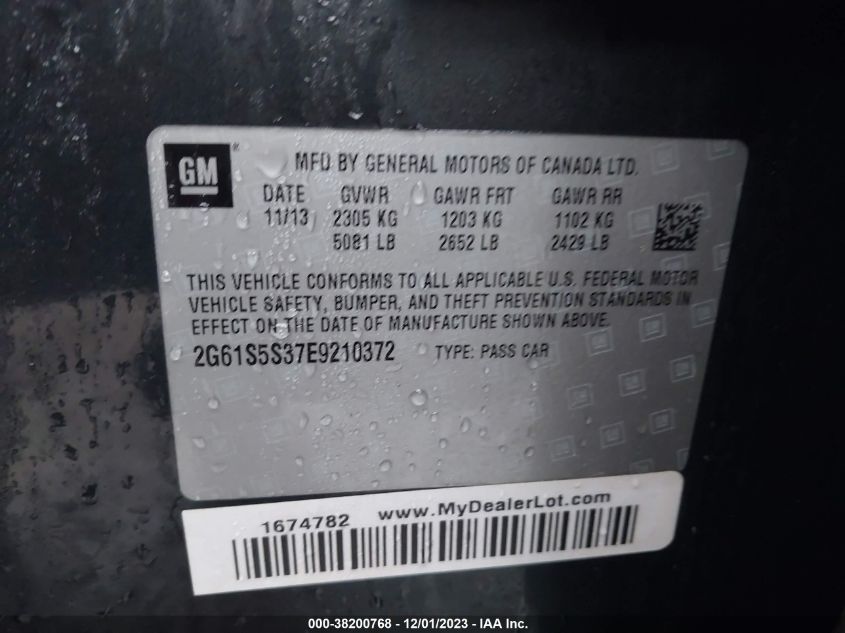 GM ® MFD BY GENERAL MOTORS OF CANADA LTD.
DATE GVWR GAWR FRT GAWR RR
11/13 2305 KG 1203 KG 1102 KG
5081 LB 2652 LB 2429 LB
THIS VEHICLE CONFORMS TO ALL APPLICABLE U.S. FEDERAL MOTOR
VEHICLE SAFETY, BUMPER, AND THEFT PREVENTION STANDARDS IN
EFFECT ON THE DATE OF MANUFACTURE SHOWN ABOVE.
2G61S5S37E9210372 TYPE: PASS CAR
1674782 www.MyDealerLot.com
000-38200768 - 12/01/2023 - IAA Inc.